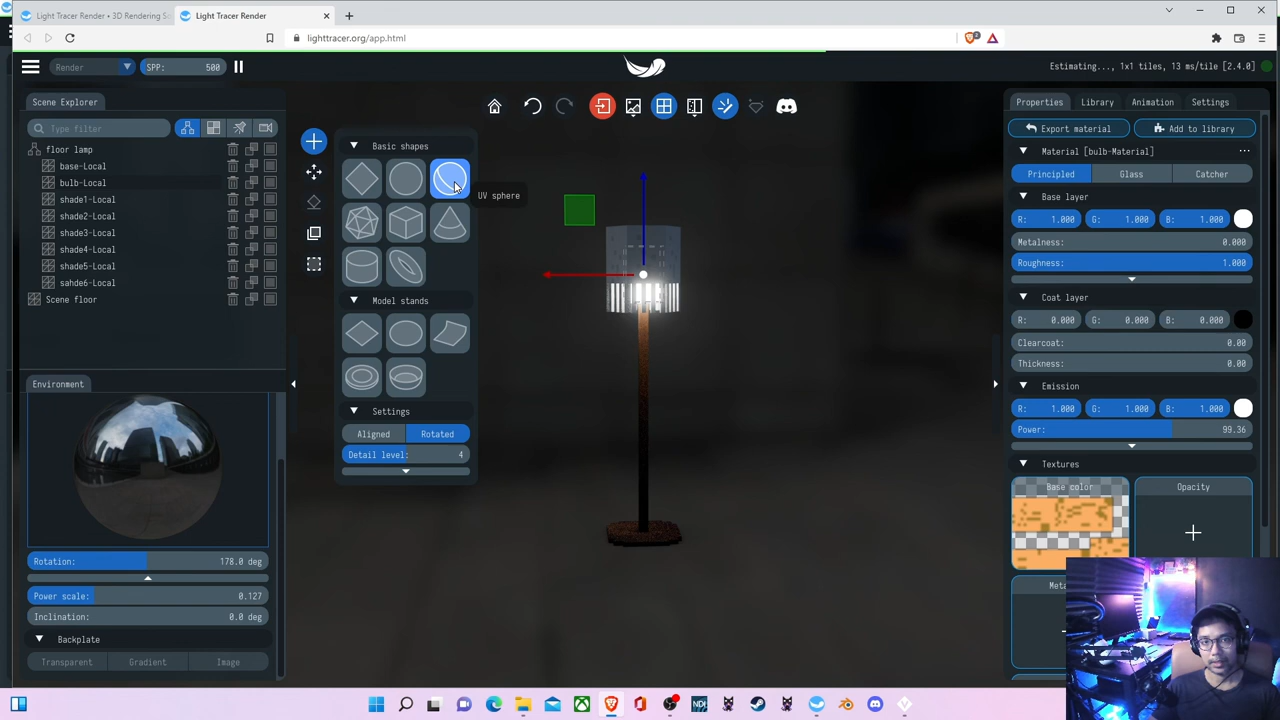 Light Tracer Render • 3D Rendering S
Light Tracer Render
lighttracer.org/app.html
2
Render
SPP: 500
Estimating..., 1x1 tiles, 13 ms/tile [2.4.0]
Scene Explorer
Type filter
floor lamp
base-Local
bulb-Local
shade1-Local
shade2-Local
shade3-Local
shade4-Local
shade5-Local
sahde6-Local
Scene floor
Environment
Rotation: 178.0 deg
Power scale: 0.127
Inclination: 0.0 deg
Backplate
Transparent Gradient Image
Basic shapes
UV sphere
Model stands
Settings
Aligned Rotated
Detail level: 4
Properties Library Animation Settings
Export material Add to library
Material [bulb-Material]
Principled Glass Catcher
Base layer
R: 1.000 G: 1.000 B: 1.000
Metalness: 0.000
Roughness: 1.000
Coat layer
R: 0.000 G: 0.000 B: 0.000
Clearcoat: 0.00
Thickness: 0.00
Emission
R: 1.000 G: 1.000 B: 1.000
Power: 99.36
Textures
Base color Opacity
NDI